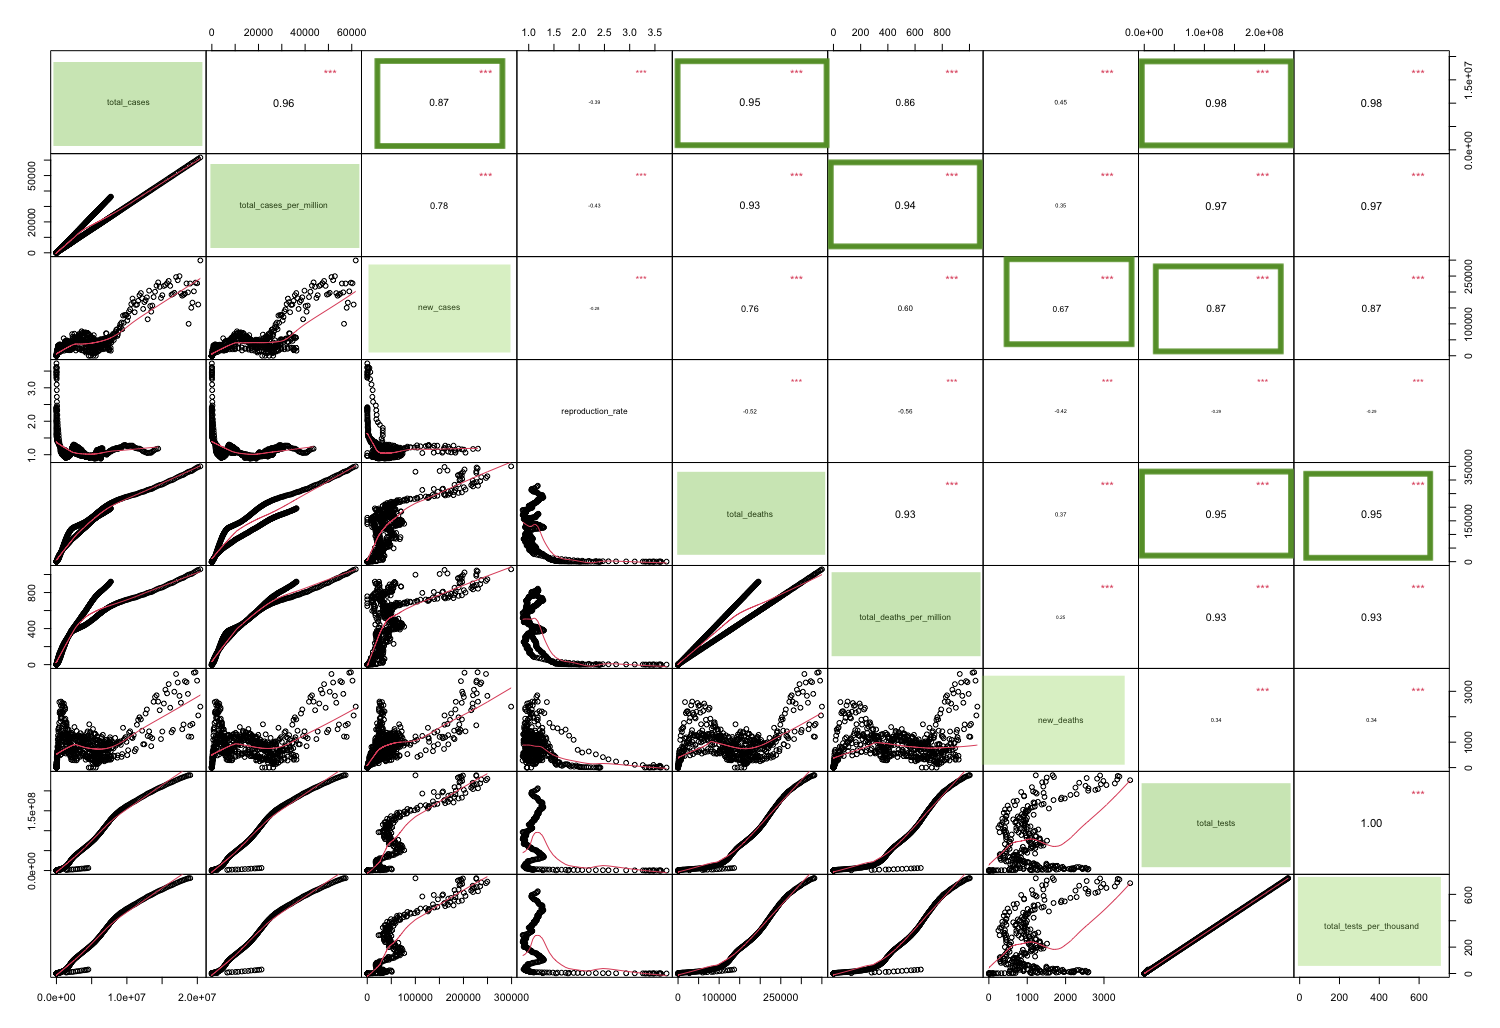 0 20000 40000 60000 1.0 1.5 2.0 2.5 3.0 3.5 0 200 400 600 800 0.0e+00 1.0e+08 2.0e+08
total_cases *** 0.96 *** 0.87 *** -0.39 *** 0.95 *** 0.86 *** 0.45 *** 0.98 *** 0.98 0.0e+00 1.5e+07
0 20000 50000 total_cases_per_million *** 0.78 *** -0.43 *** 0.93 *** 0.94 *** 0.35 *** 0.97 *** 0.97
new_cases *** *** 0.76 *** 0.60 *** 0.67 *** 0.87 *** 0.87 0 100000 250000
1.0 2.0 3.0 reproduction_rate *** -0.52 *** -0.56 *** -0.42 *** -0.29 *** -0.29
total_deaths *** 0.93 *** 0.37 *** 0.95 *** 0.95 0 150000 350000
0 400 800 total_deaths_per_million *** 0.25 *** 0.93 *** 0.93
new_deaths *** 0.34 *** 0.34 0 1000 3000
0.0e+00 1.5e+08 total_tests *** 1.00
total_tests_per_thousand 0 200 600
0.0e+00 1.0e+07 2.0e+07 0 100000 200000 300000 0 100000 250000 0 1000 2000 3000 0 200 400 600